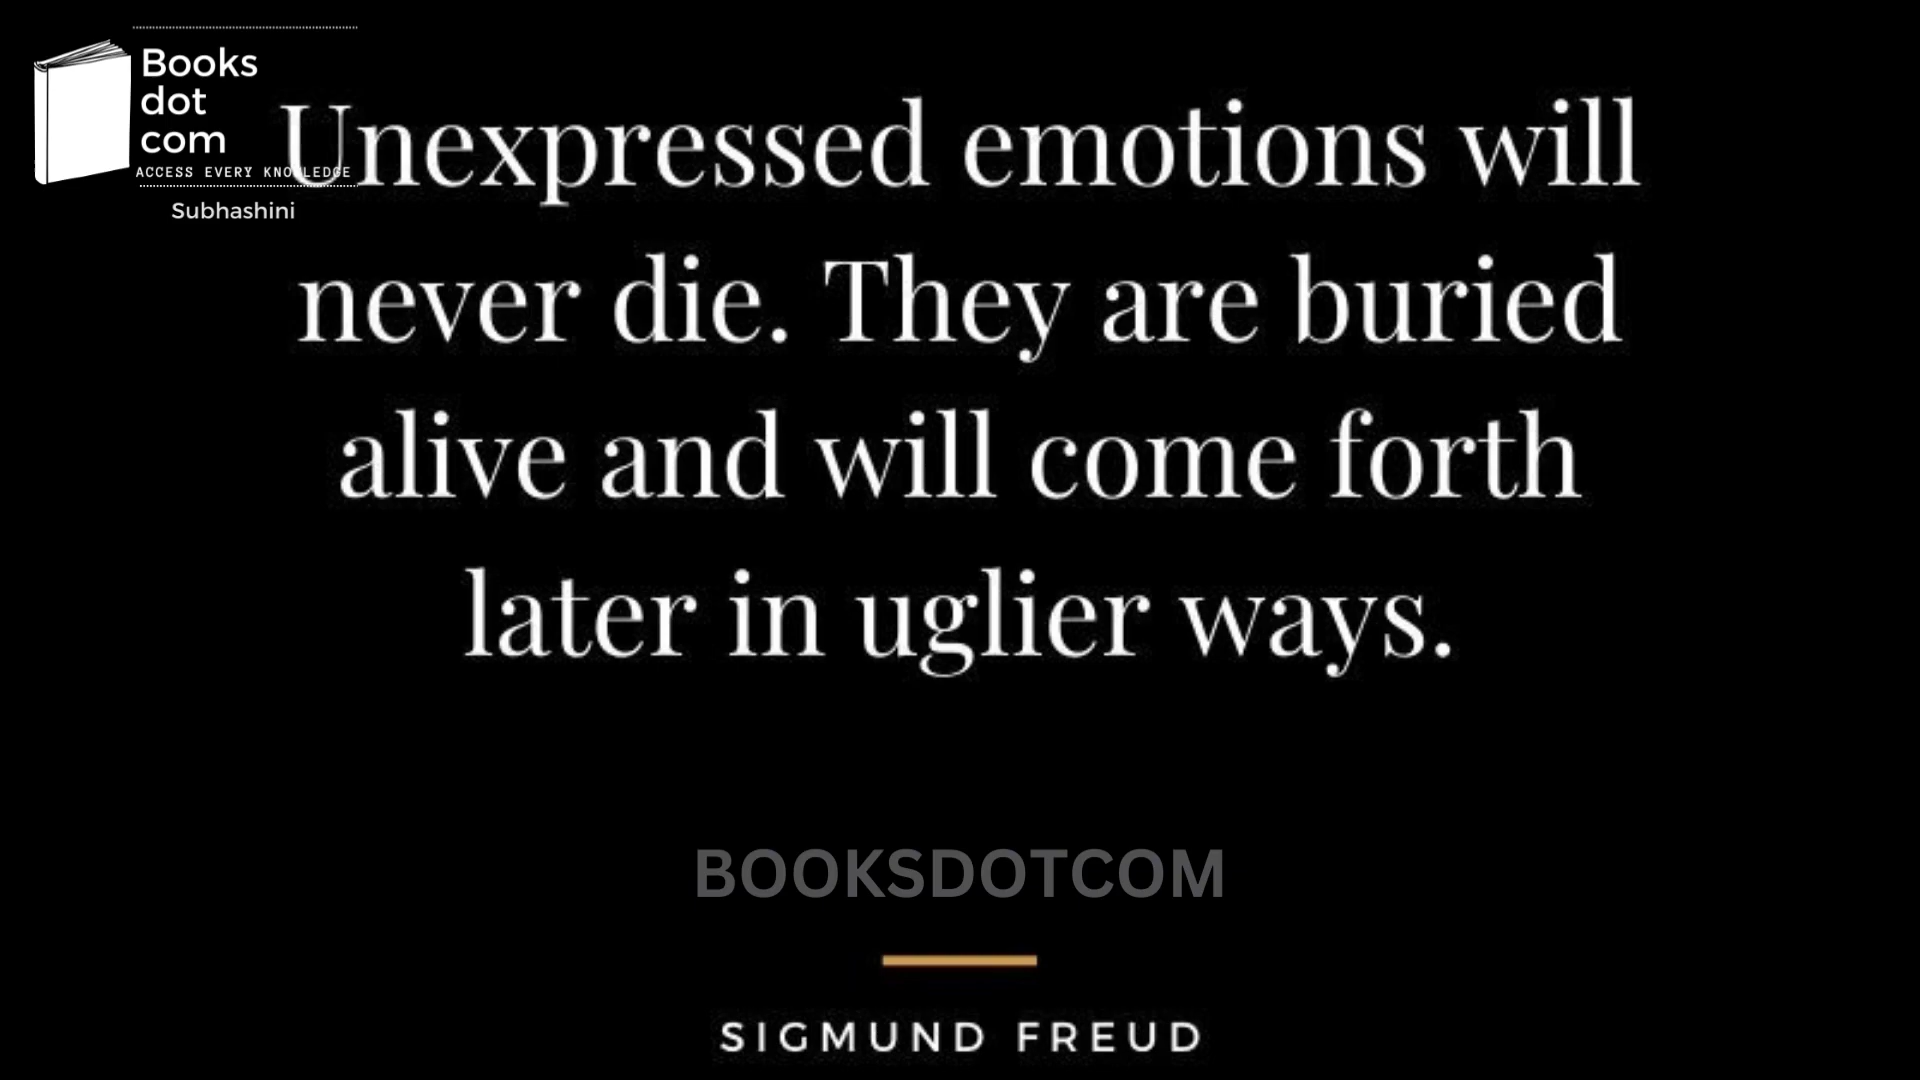 Books
dot
com
ACCESS EVERY KNOWLEDGE
Subhashini
Unexpressed emotions will
never die. They are buried
alive and will come forth
later in uglier ways.
BOOKSDOTCOM
SIGMUND FREUD